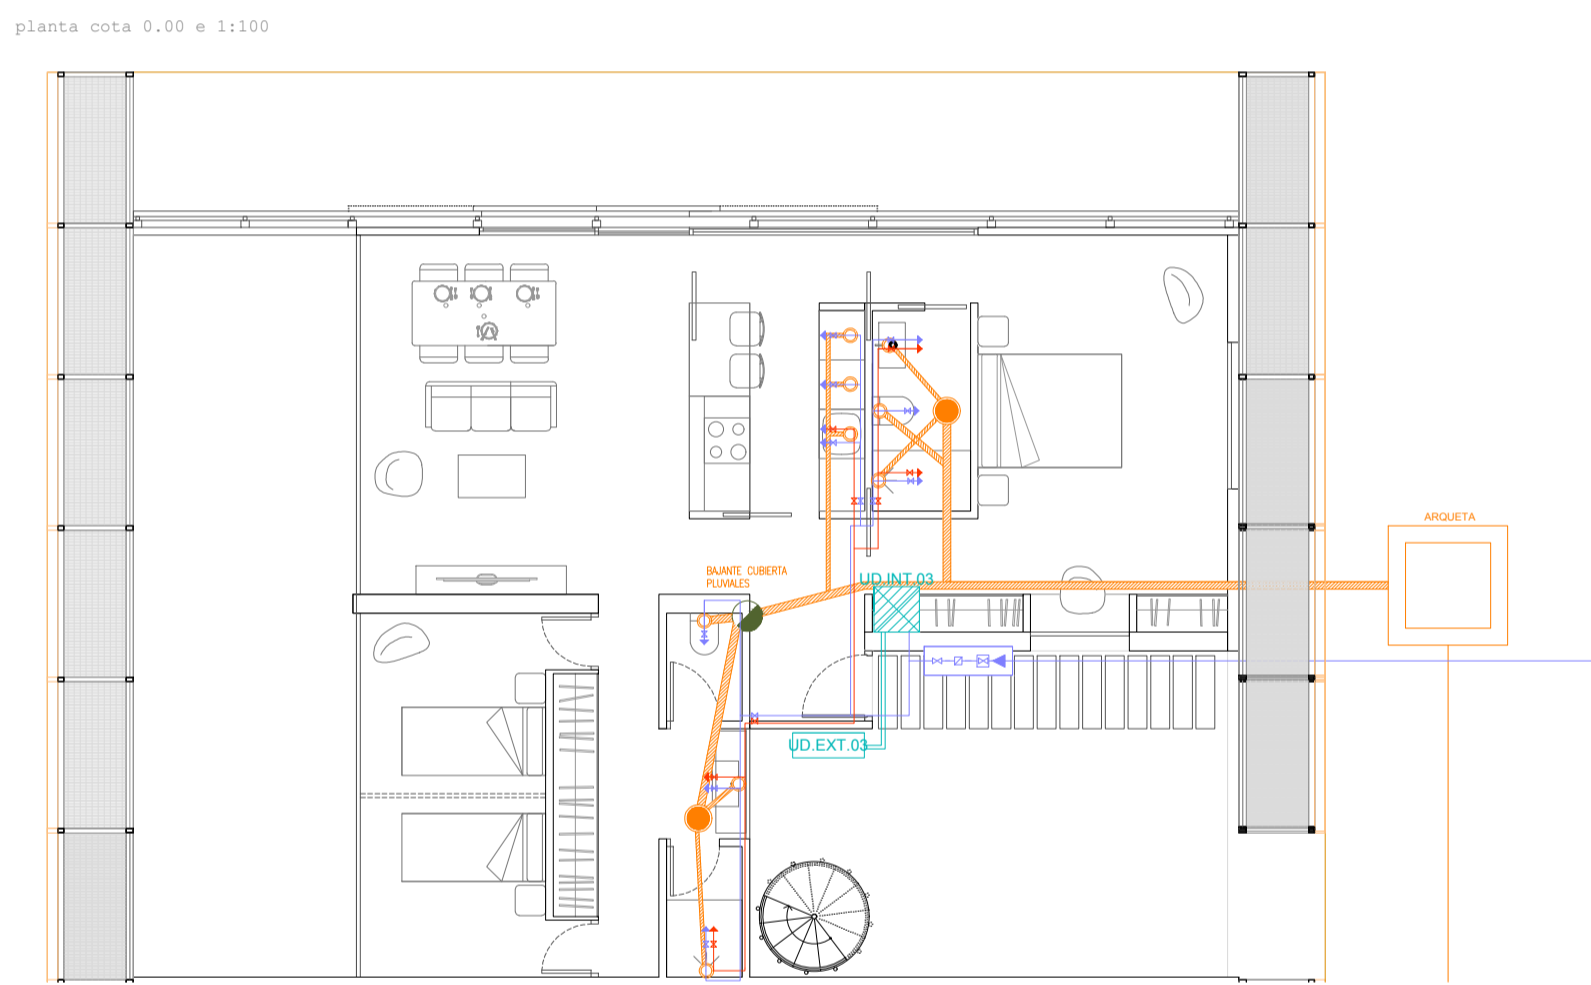 planta cota 0.00 e 1:100
ARQUETA
BAJANTE CUBIERTA
PLUVIALES
UD.INT.03
UD.EXT.03